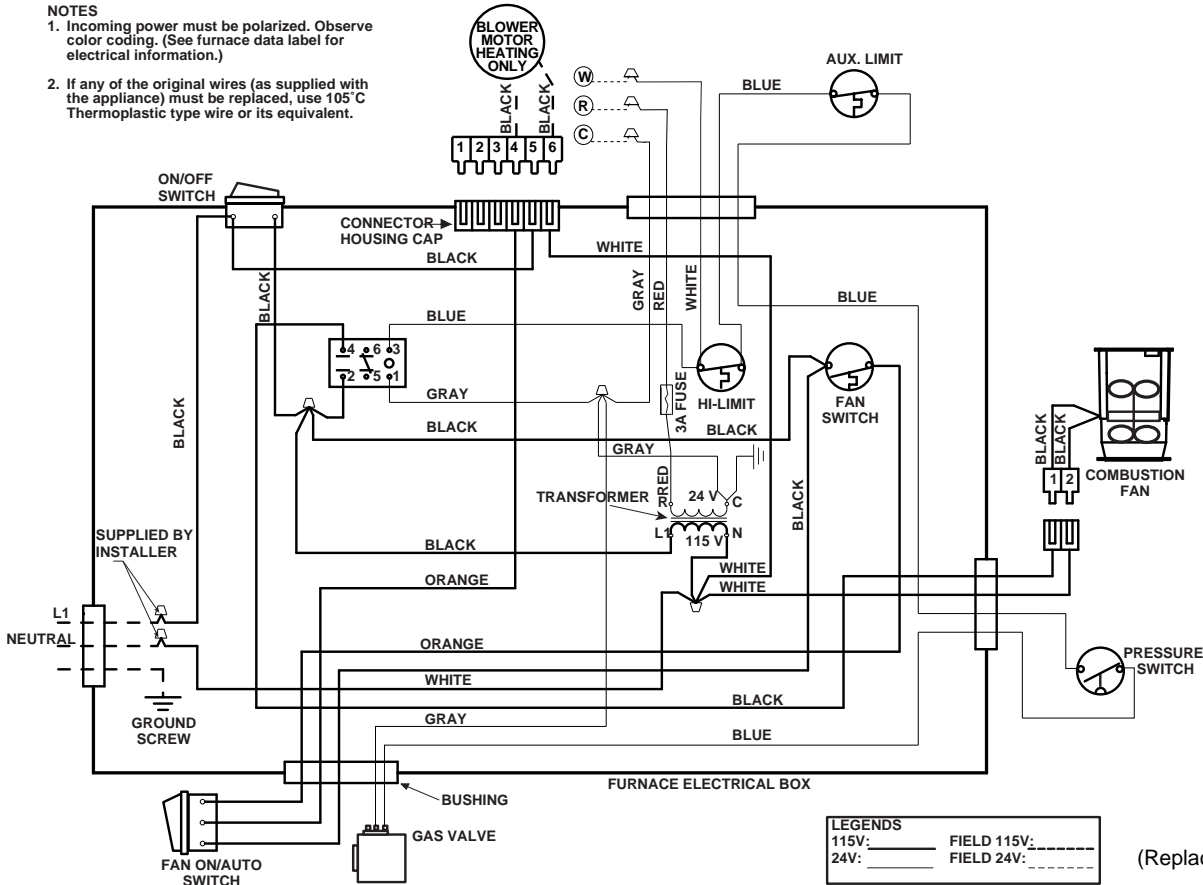 NOTES
1. Incoming power must be polarized. Observe
color coding. (See furnace data label for
electrical information.)
2. If any of the original wires (as supplied with
the appliance) must be replaced, use 105˚C
Thermoplastic type wire or its equivalent.
BLOWER
MOTOR
HEATING
ONLY
BLACK
BLACK
1 2 3 4 5 6
W
R
C
AUX. LIMIT
BLUE
ON/OFF
SWITCH
CONNECTOR
HOUSING CAP
BLACK
WHITE
BLACK
GRAY
RED
WHITE
BLUE
BLUE
4 6 3
2 5 1
GRAY
BLACK
BLACK
3A FUSE
HI-LIMIT
FAN
SWITCH
BLACK
GRAY
RED
BLACK
BLACK
BLACK
1 2
COMBUSTION
FAN
TRANSFORMER
R 24 V C
L1 115 V N
BLACK
WHITE
WHITE
ORANGE
SUPPLIED BY
INSTALLER
L1
NEUTRAL
ORANGE
WHITE
BLACK
GRAY
BLUE
PRESSURE
SWITCH
GROUND
SCREW
FURNACE ELECTRICAL BOX
BUSHING
GAS VALVE
FAN ON/AUTO
SWITCH
LEGENDS
115V: FIELD 115V:
24V: FIELD 24V:
(Replac